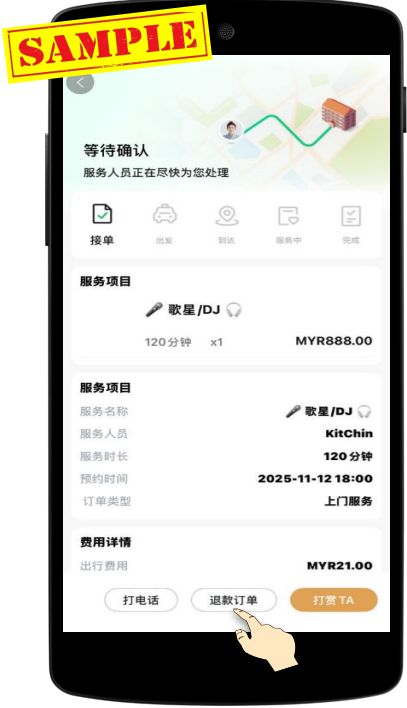 SAMPLE
等待确认
服务人员正在尽快为您处理
接单 出发 到达 服务中 完成
服务项目
歌星/DJ
120分钟 x1 MYR888.00
服务项目
服务名称 歌星/DJ
服务人员 KitChin
服务时长 120分钟
预约时间 2025-11-12 18:00
订单类型 上门服务
费用详情
出行费用 MYR21.00
打电话 退款订单 打赏TA